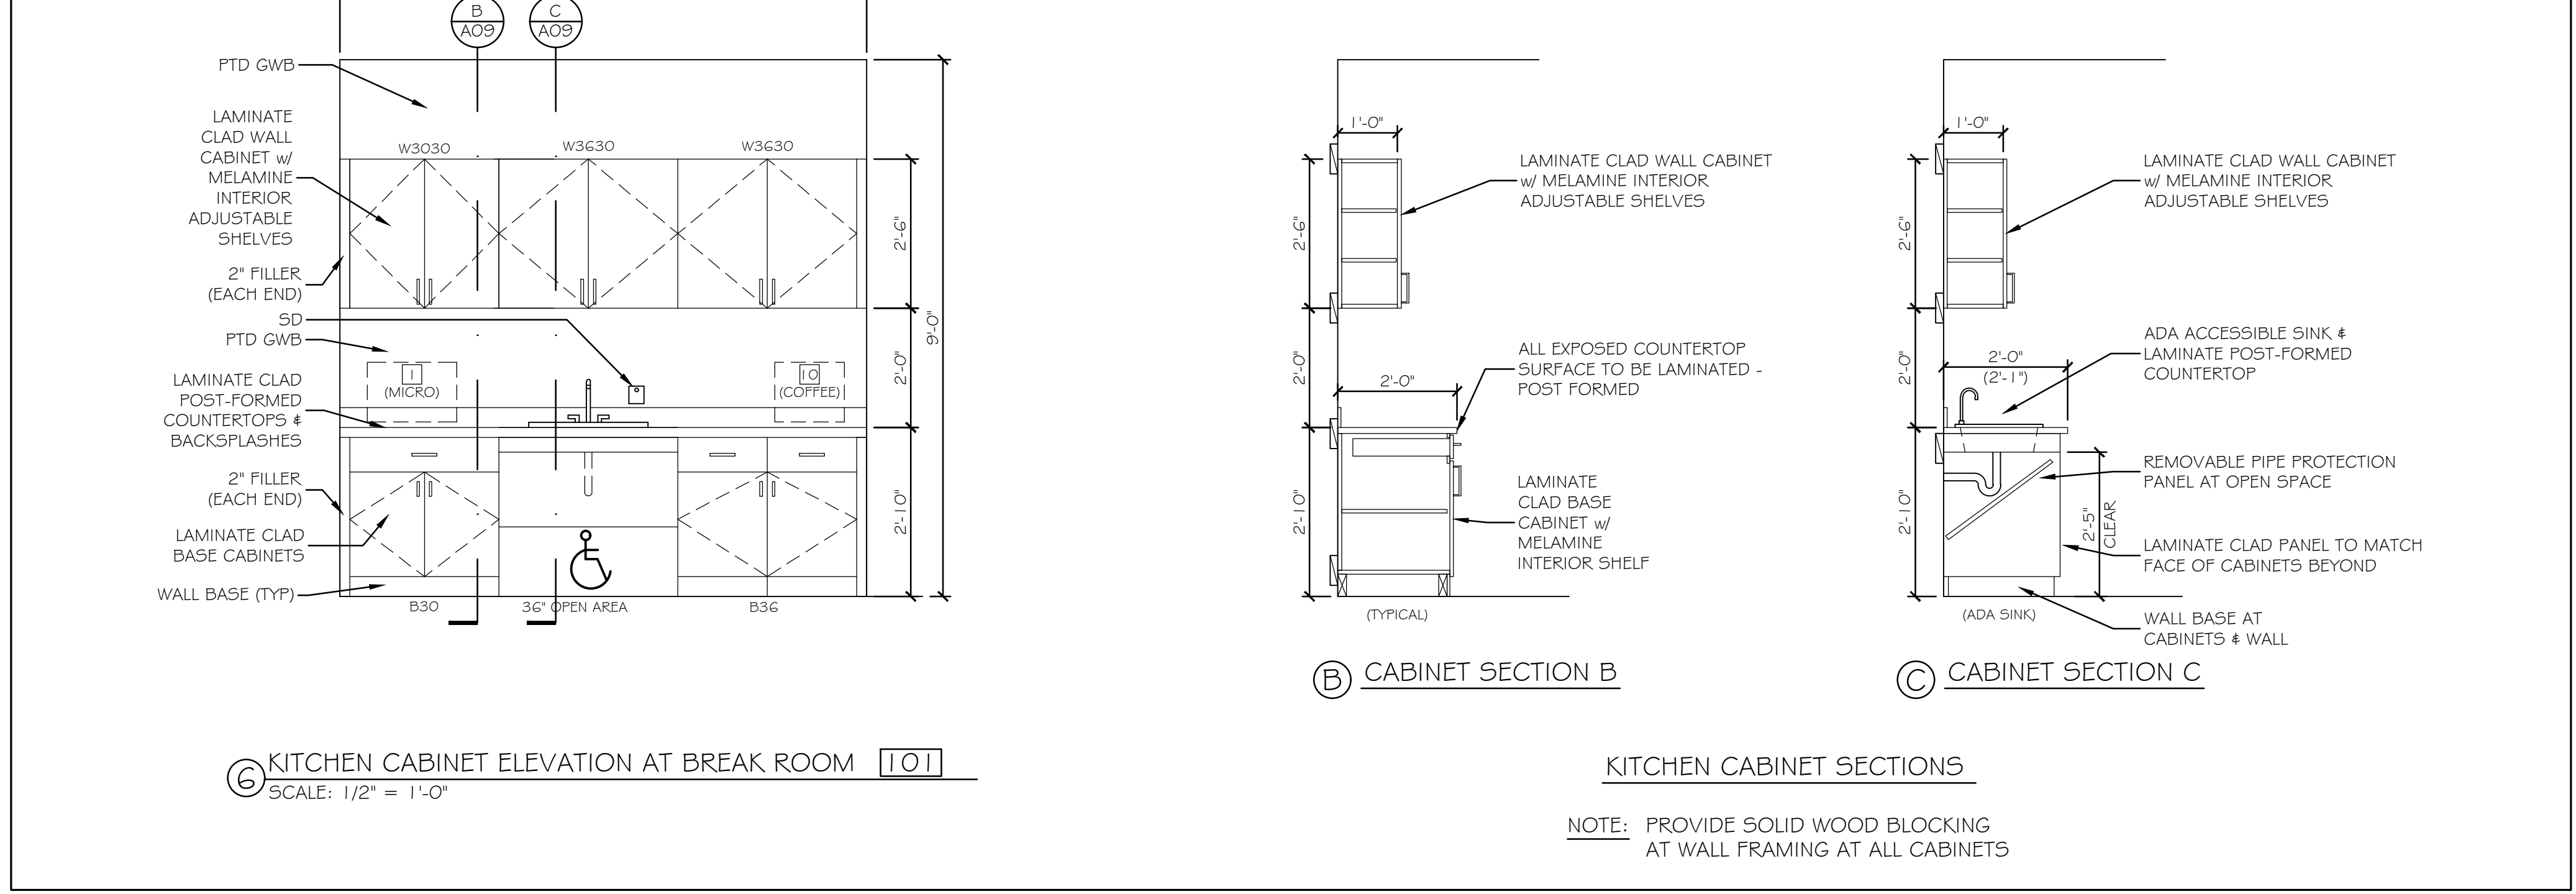 B
A09
C
A09
PTD GWB
LAMINATE
CLAD WALL
CABINET w/
MELAMINE
INTERIOR
ADJUSTABLE
SHELVES
2" FILLER
(EACH END)
SD
PTD GWB
LAMINATE CLAD
POST-FORMED
COUNTERTOPS &
BACKSPLASHES
2" FILLER
(EACH END)
LAMINATE CLAD
BASE CABINETS
WALL BASE (TYP)
W3030
W3630
W3630
1
(MICRO)
10
(COFFEE)
B30
36" OPEN AREA
B36
2'-6"
2'-0"
2'-10"
9'-0"
6
KITCHEN CABINET ELEVATION AT BREAK ROOM 101
SCALE: 1/2" = 1'-0"
1'-0"
2'-6"
2'-0"
2'-10"
2'-0"
LAMINATE CLAD WALL CABINET
w/ MELAMINE INTERIOR
ADJUSTABLE SHELVES
ALL EXPOSED COUNTERTOP
SURFACE TO BE LAMINATED -
POST FORMED
LAMINATE
CLAD BASE
CABINET w/
MELAMINE
INTERIOR SHELF
(TYPICAL)
B CABINET SECTION B
1'-0"
2'-6"
2'-0"
2'-10"
2'-0"
(2'-1")
2'-5"
CLEAR
LAMINATE CLAD WALL CABINET
w/ MELAMINE INTERIOR
ADJUSTABLE SHELVES
ADA ACCESSIBLE SINK &
LAMINATE POST-FORMED
COUNTERTOP
REMOVABLE PIPE PROTECTION
PANEL AT OPEN SPACE
LAMINATE CLAD PANEL TO MATCH
FACE OF CABINETS BEYOND
WALL BASE AT
CABINETS & WALL
(ADA SINK)
C CABINET SECTION C
KITCHEN CABINET SECTIONS
NOTE: PROVIDE SOLID WOOD BLOCKING
AT WALL FRAMING AT ALL CABINETS